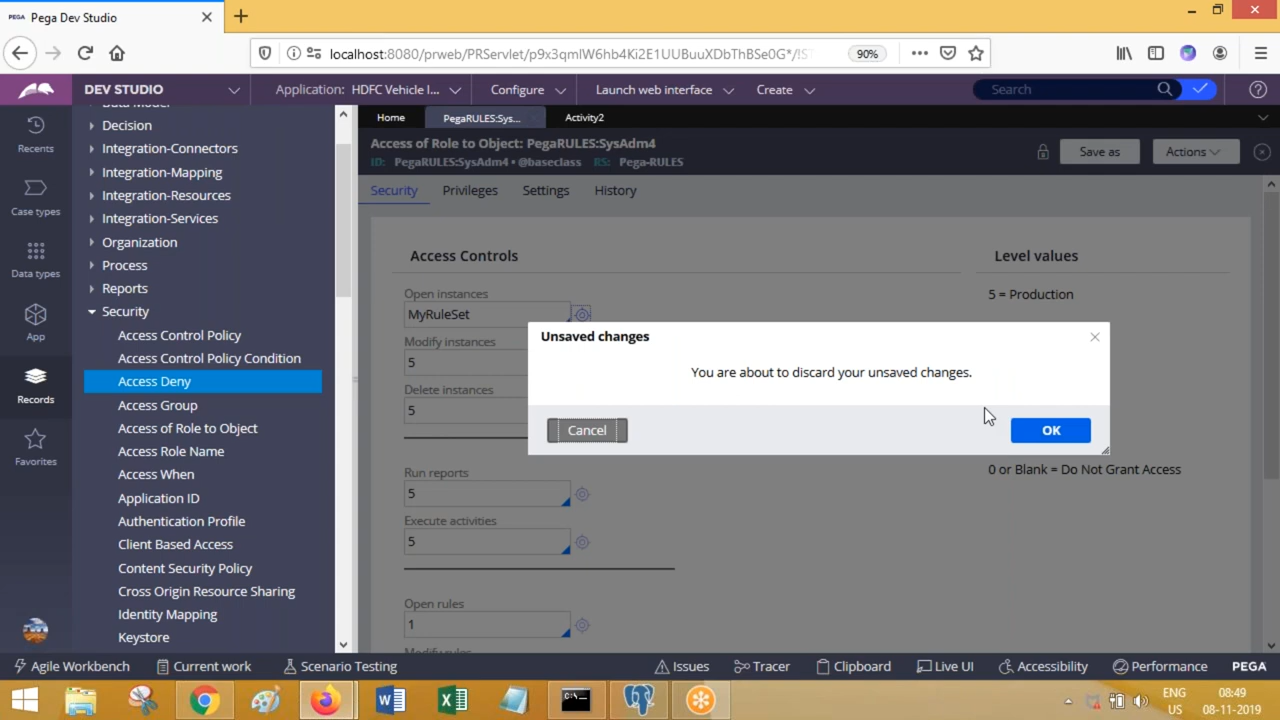 PEGA Pega Dev Studio
localhost:8080/prweb/PRServlet/p9x3qmlW6hb4Ki2E1UUBuuXDbThBSe0G*/!S
90%
DEV STUDIO
Application: HDFC Vehicle I...
Configure
Launch web interface
Create
Search
Home
PegaRULES:Sys...
Activity2
Access of Role to Object: PegaRULES:SysAdm4
ID: PegaRULES:SysAdm4 • @baseclass RS: Pega-RULES
Save as
Actions
Security
Privileges
Settings
History
Recents
Case types
Data types
App
Records
Favorites
Data Model
Decision
Integration-Connectors
Integration-Mapping
Integration-Resources
Integration-Services
Organization
Process
Reports
Security
Access Control Policy
Access Control Policy Condition
Access Deny
Access Group
Access of Role to Object
Access Role Name
Access When
Application ID
Authentication Profile
Client Based Access
Content Security Policy
Cross Origin Resource Sharing
Identity Mapping
Keystore
Access Controls
Level values
Open instances
MyRuleSet
5 = Production
Modify instances
5
Delete instances
5
Unsaved changes
You are about to discard your unsaved changes.
Cancel
OK
0 or Blank = Do Not Grant Access
Run reports
5
Execute activities
5
Open rules
1
Modify rules
Agile Workbench
Current work
Scenario Testing
Issues
Tracer
Clipboard
Live UI
Accessibility
Performance
PEGA
ENG
US
08:49
08-11-2019